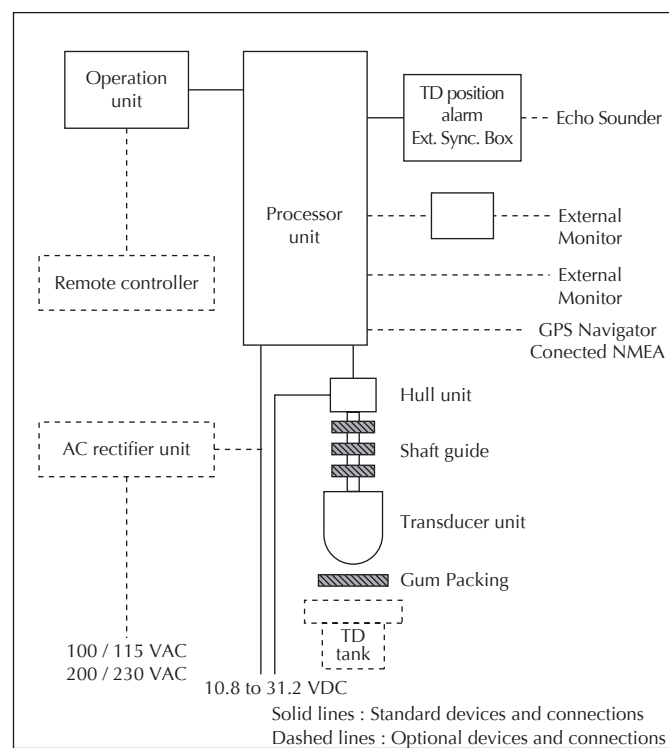 Operation
unit
TD position
alarm
Ext. Sync. Box
Echo Sounder
Processor
unit
External
Monitor
Remote controller
External
Monitor
GPS Navigator
Conected NMEA
Hull unit
AC rectifier unit
Shaft guide
Transducer unit
Gum Packing
TD
tank
100 / 115 VAC
200 / 230 VAC
10.8 to 31.2 VDC
Solid lines : Standard devices and connections
Dashed lines : Optional devices and connections